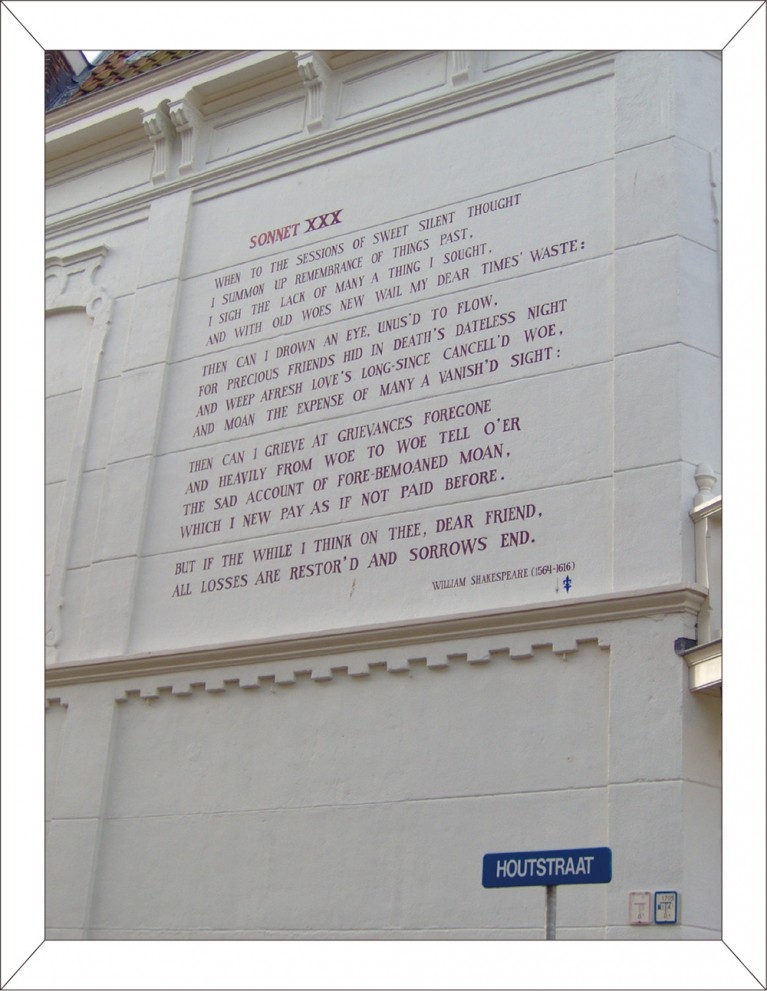 SONNET XXX
WHEN TO THE SESSIONS OF SWEET SILENT THOUGHT
I SUMMON UP REMEMBRANCE OF THINGS PAST,
I SIGH THE LACK OF MANY A THING I SOUGHT,
AND WITH OLD WOES NEW WAIL MY DEAR TIMES' WASTE:
THEN CAN I DROWN AN EYE, UNUS'D TO FLOW,
FOR PRECIOUS FRIENDS HID IN DEATH'S DATELESS NIGHT
AND WEEP AFRESH LOVE'S LONG-SINCE CANCELL'D WOE,
AND MOAN THE EXPENSE OF MANY A VANISH'D SIGHT:
THEN CAN I GRIEVE AT GRIEVANCES FOREGONE
AND HEAVILY FROM WOE TO WOE TELL O'ER
THE SAD ACCOUNT OF FORE-BEMOANED MOAN,
WHICH I NEW PAY AS IF NOT PAID BEFORE.
BUT IF THE WHILE I THINK ON THEE, DEAR FRIEND,
ALL LOSSES ARE RESTOR'D AND SORROWS END.
WILLIAM SHAKESPEARE (1564-1616)
HOUTSTRAAT